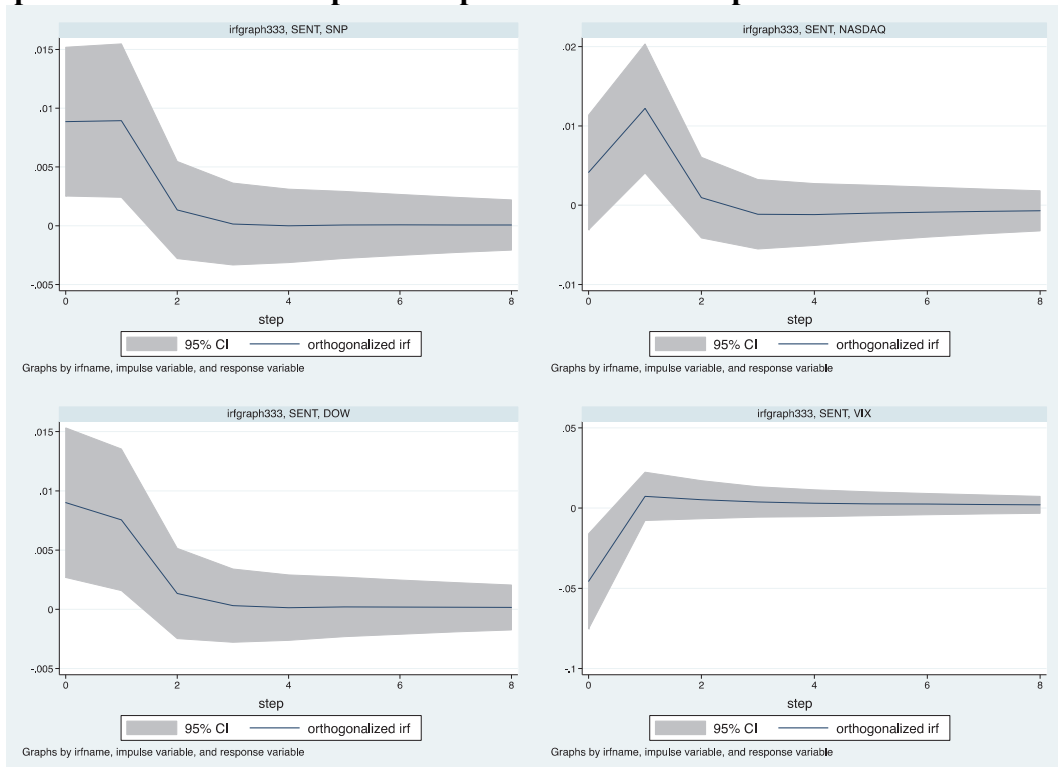 irfgraph333, SENT, SNP
.015
.01
.005
0
-.005
0 2 4 6 8
step
95% CI orthogonalized irf
Graphs by irfname, impulse variable, and response variable
irfgraph333, SENT, NASDAQ
.02
.01
0
-.01
0 2 4 6 8
step
95% CI orthogonalized irf
Graphs by irfname, impulse variable, and response variable
irfgraph333, SENT, DOW
.015
.01
.005
0
-.005
0 2 4 6 8
step
95% CI orthogonalized irf
Graphs by irfname, impulse variable, and response variable
irfgraph333, SENT, VIX
.05
0
-.05
-.1
0 2 4 6 8
step
95% CI orthogonalized irf
Graphs by irfname, impulse variable, and response variable